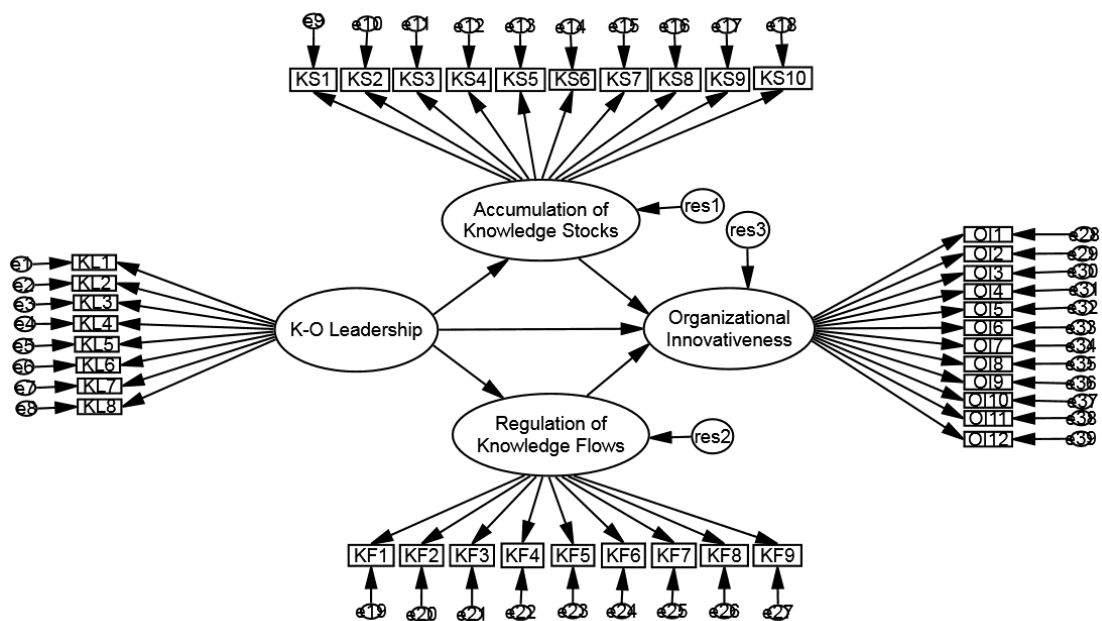 e9 e10 e11 e12 e13 e14 e15 e16 e17 e18
KS1 KS2 KS3 KS4 KS5 KS6 KS7 KS8 KS9 KS10
Accumulation of
Knowledge Stocks
res1
res3
e1 KL1
e2 KL2
e3 KL3
e4 KL4
e5 KL5
e6 KL6
e7 KL7
e8 KL8
K-O Leadership
Organizational
Innovativeness
OI1 e28
OI2 e29
OI3 e30
OI4 e31
OI5 e32
OI6 e33
OI7 e34
OI8 e35
OI9 e36
OI10 e37
OI11 e38
OI12 e39
Regulation of
Knowledge Flows
res2
KF1 KF2 KF3 KF4 KF5 KF6 KF7 KF8 KF9
e19 e20 e21 e22 e23 e24 e25 e26 e27